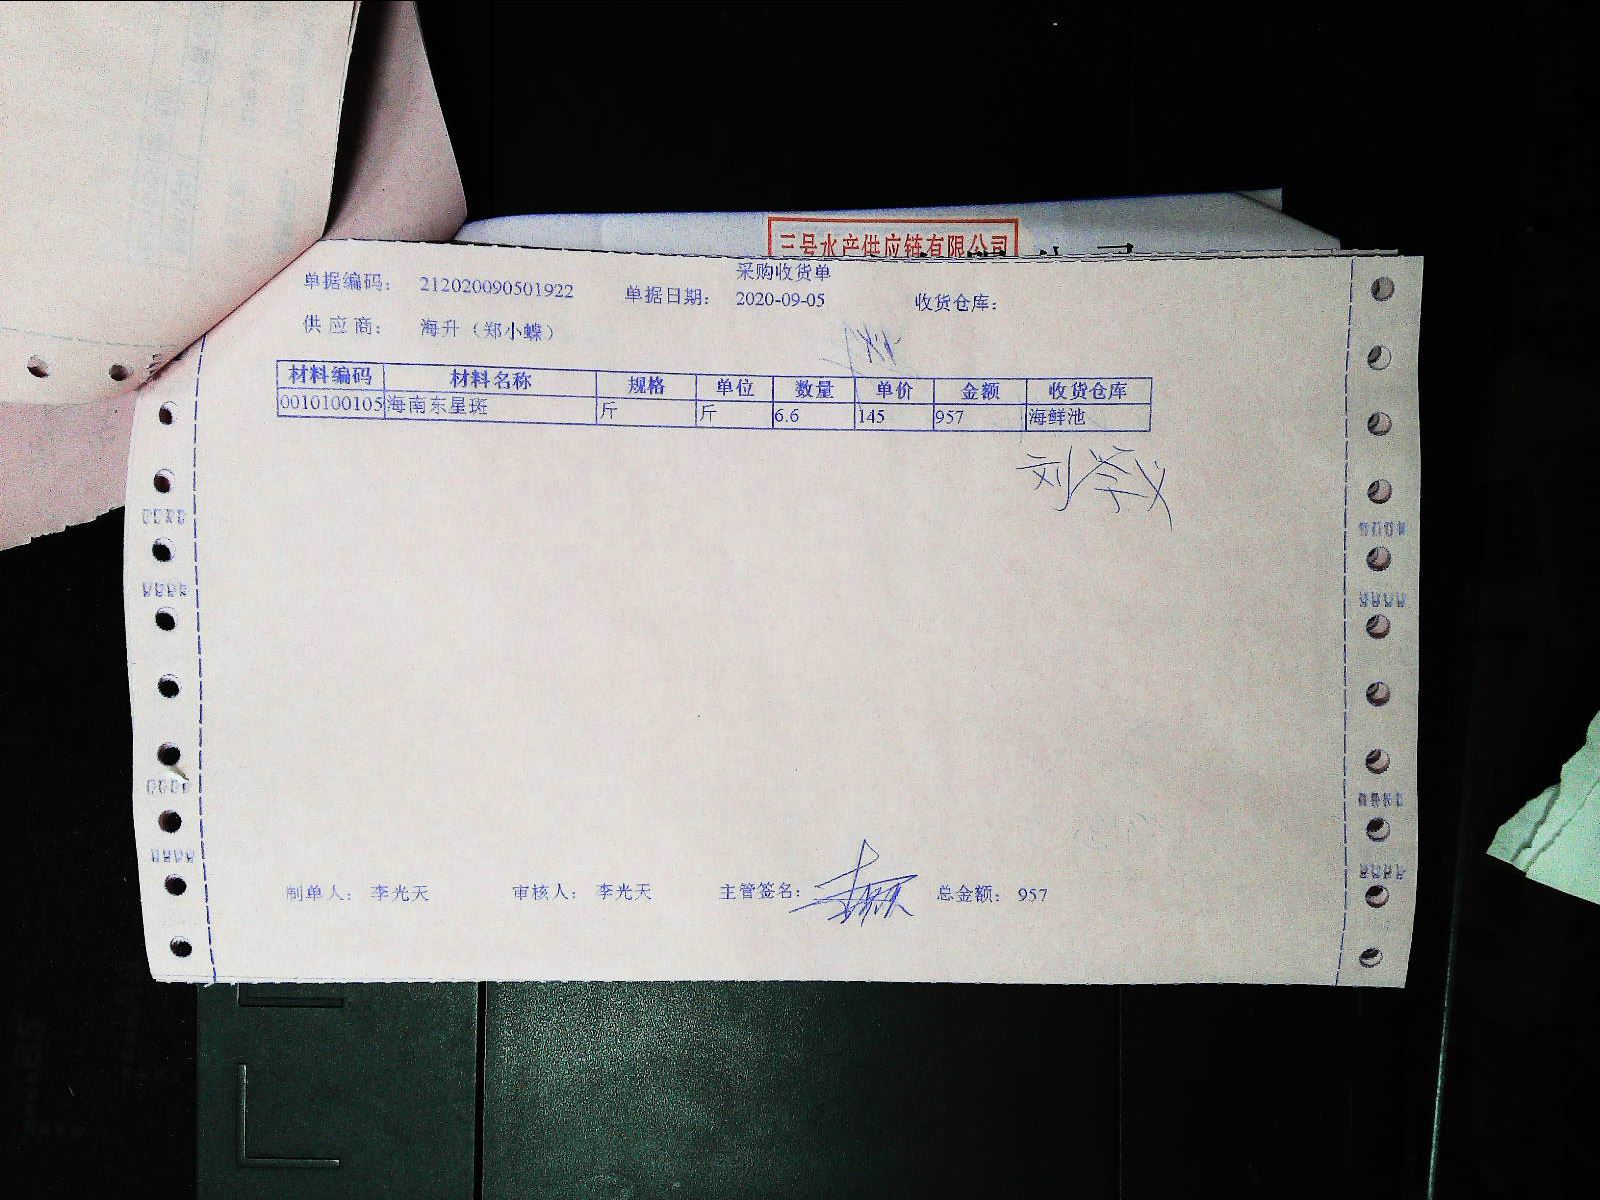 三号水产供应链有限公司
采购收货单
单据编码： 212020090501922 单据日期： 2020-09-05 收货仓库：
供 应 商： 海升（郑小蝶）
材料编码 材料名称 规格 单位 数量 单价 金额 收货仓库
0010100105 海南东星斑 斤 斤 6.6 145 957 海鲜池
制单人： 李光天 审核人： 李光天 主管签名： 总金额： 957